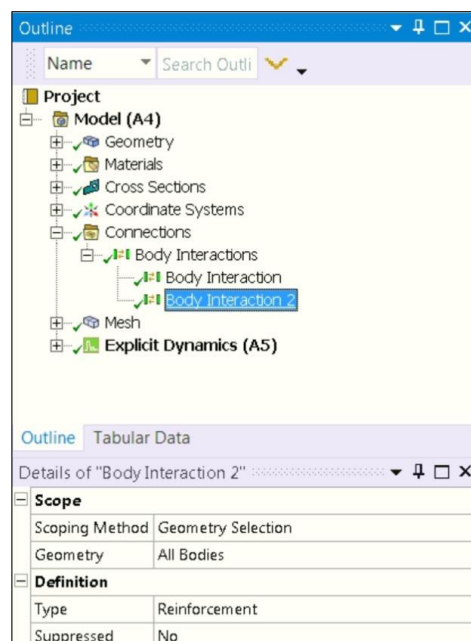 Outline
Name Search Outli
Project
Model (A4)
Geometry
Materials
Cross Sections
Coordinate Systems
Connections
Body Interactions
Body Interaction
Body Interaction 2
Mesh
Explicit Dynamics (A5)
Outline Tabular Data
Details of "Body Interaction 2"
Scope
Scoping Method Geometry Selection
Geometry All Bodies
Definition
Type Reinforcement
Suppressed No